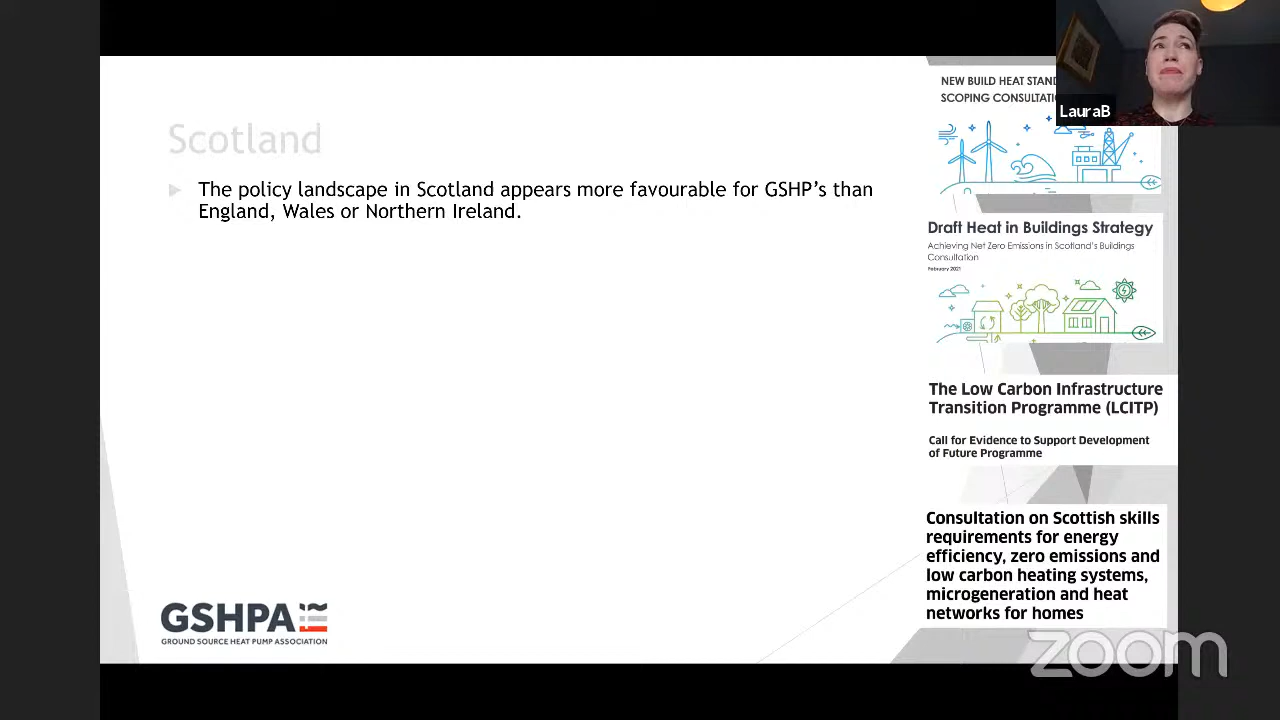 Scotland
The policy landscape in Scotland appears more favourable for GSHP’s than
England, Wales or Northern Ireland.
GSHPA
GROUND SOURCE HEAT PUMP ASSOCIATION
NEW BUILD HEAT
SCOPING
LauraB
Draft Heat in Buildings Strategy
Achieving Net Zero Emissions in Scotland's Buildings
Consultation
February 2021
The Low Carbon Infrastructure
Transition Programme (LCITP)
Call for Evidence to Support Development
of Future Programme
Consultation on Scottish skills
requirements for energy
efficiency, zero emissions and
low carbon heating systems,
microgeneration and heat
networks for homes
zoom